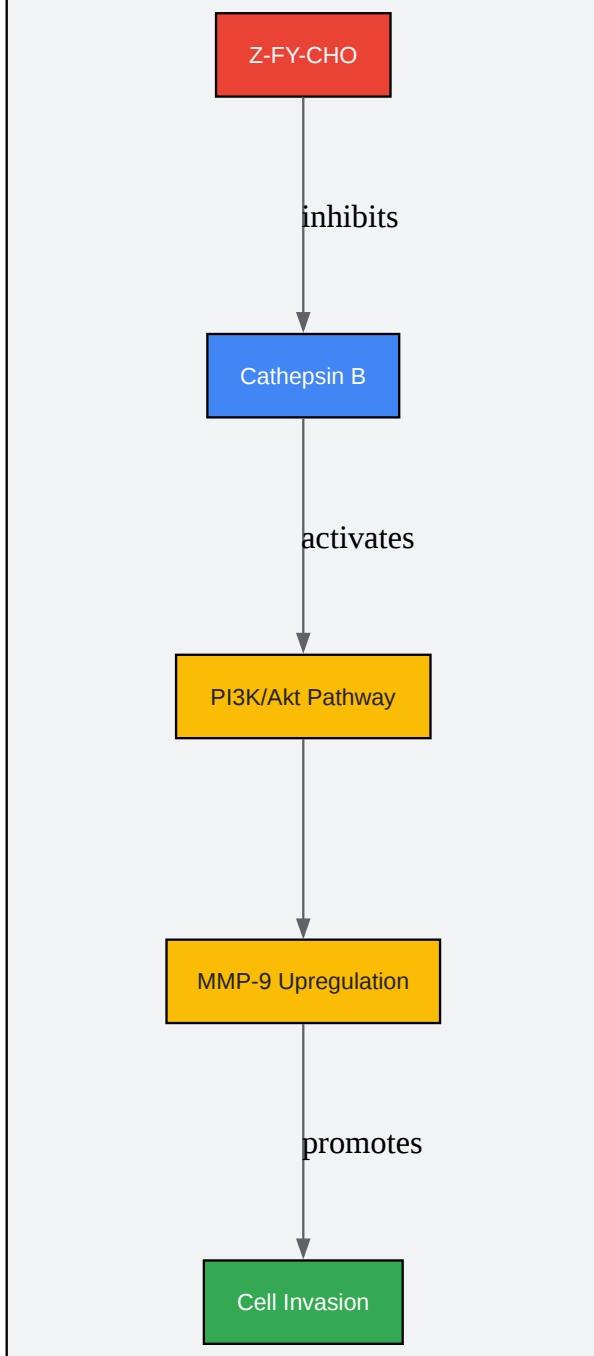 Z-FY-CHO
inhibits
Cathepsin B
activates
PI3K/Akt Pathway
MMP-9 Upregulation
promotes
Cell Invasion